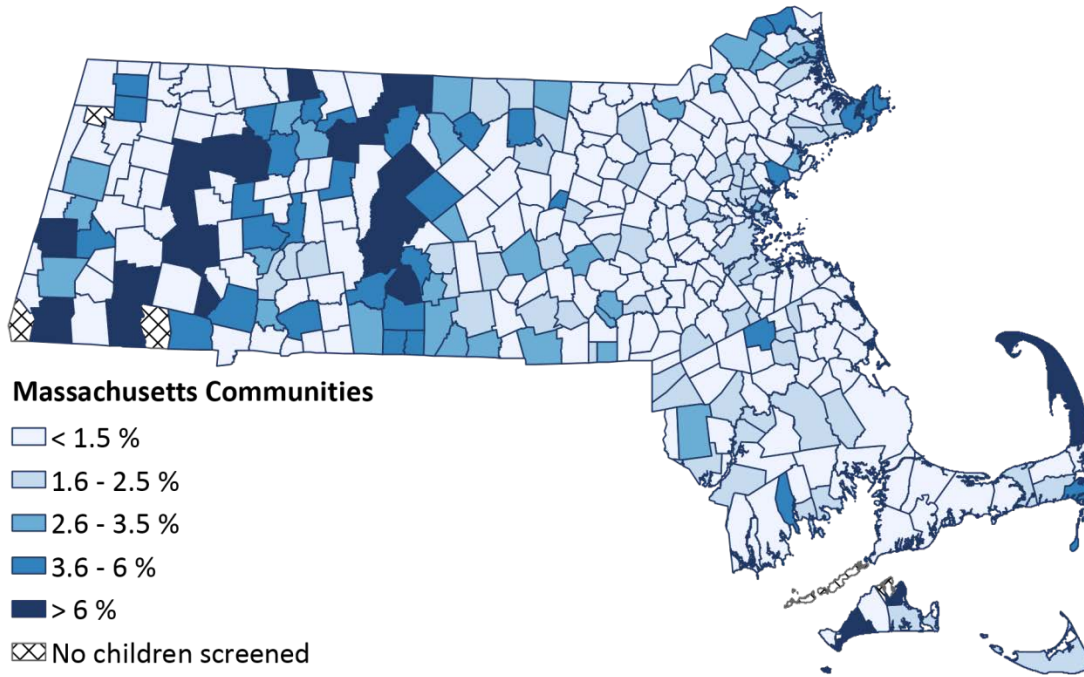 Massachusetts Communities
< 1.5 %
1.6 - 2.5 %
2.6 - 3.5 %
3.6 - 6 %
> 6 %
No children screened